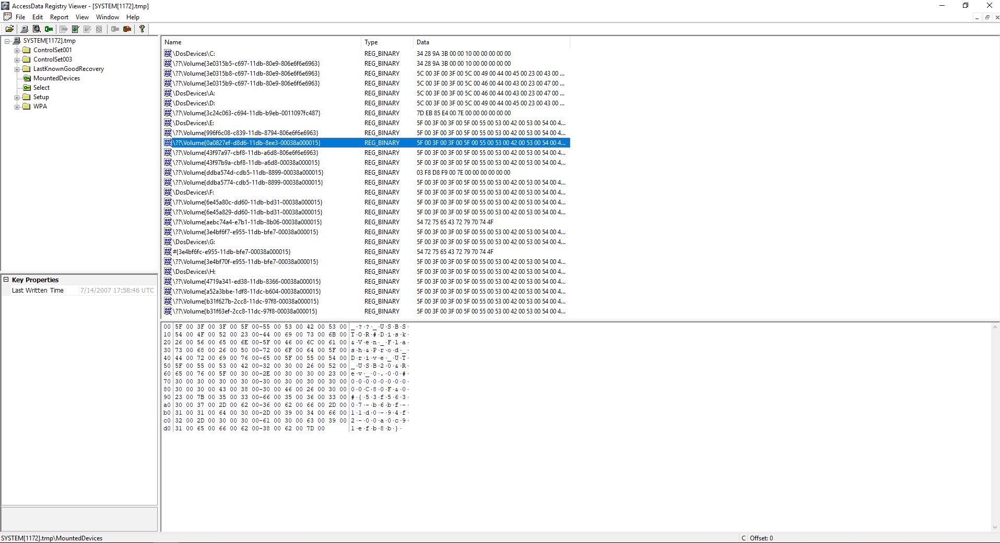 AccessData Registry Viewer - [SYSTEM[1172].tmp]
File Edit Report View Window Help
SYSTEM[1172].tmp
ControlSet001
ControlSet003
LastKnownGoodRecovery
MountedDevices
Select
Setup
WPA
Key Properties
Last Written Time 7/14/2007 17:58:46 UTC
Name Type Data
\DosDevices\C: REG_BINARY 34 28 9A 3B 00 00 10 00 00 00 00 00
\??\Volume{3e0315b5-c697-11db-80e9-806e6f6e6963} REG_BINARY 34 28 9A 3B 00 00 10 00 00 00 00 00
\??\Volume{3e0315b8-c697-11db-80e9-806e6f6e6963} REG_BINARY 5C 00 3F 00 3F 00 5C 00 49 00 44 00 45 00 23 00 43 00 ...
\??\Volume{3e0315b9-c697-11db-80e9-806e6f6e6963} REG_BINARY 5C 00 3F 00 3F 00 5C 00 46 00 44 00 43 00 23 00 47 00 ...
\DosDevices\A: REG_BINARY 5C 00 3F 00 3F 00 5C 00 46 00 44 00 43 00 23 00 47 00 ...
\DosDevices\D: REG_BINARY 5C 00 3F 00 3F 00 5C 00 49 00 44 00 45 00 23 00 43 00 ...
\??\Volume{3c24c063-c694-11db-b9eb-0011097fc487} REG_BINARY 7D EB 85 E4 00 7E 00 00 00 00 00 00
\DosDevices\E: REG_BINARY 5F 00 3F 00 3F 00 5F 00 55 00 53 00 42 00 53 00 54 00 4...
\??\Volume{996f6c08-c839-11db-8794-806e6f6e6963} REG_BINARY 5F 00 3F 00 3F 00 5F 00 55 00 53 00 42 00 53 00 54 00 4...
\??\Volume{0a0827ef-d8d6-11db-8ee3-00038a000015} REG_BINARY 5F 00 3F 00 3F 00 5F 00 55 00 53 00 42 00 53 00 54 00 4...
\??\Volume{43f97a97-cbf8-11db-a6d8-806e6f6e6963} REG_BINARY 5F 00 3F 00 3F 00 5F 00 55 00 53 00 42 00 53 00 54 00 4...
\??\Volume{43f97b9a-cbf8-11db-a6d8-00038a000015} REG_BINARY 5F 00 3F 00 3F 00 5F 00 55 00 53 00 42 00 53 00 54 00 4...
\??\Volume{ddba574d-cdb5-11db-8899-00038a000015} REG_BINARY 03 F8 D8 F9 00 7E 00 00 00 00 00 00
\??\Volume{ddba5774-cdb5-11db-8899-00038a000015} REG_BINARY 5F 00 3F 00 3F 00 5F 00 55 00 53 00 42 00 53 00 54 00 4...
\DosDevices\F: REG_BINARY 5F 00 3F 00 3F 00 5F 00 55 00 53 00 42 00 53 00 54 00 4...
\??\Volume{6e45a80c-dd60-11db-bd31-00038a000015} REG_BINARY 5F 00 3F 00 3F 00 5F 00 55 00 53 00 42 00 53 00 54 00 4...
\??\Volume{6e45a829-dd60-11db-bd31-00038a000015} REG_BINARY 5F 00 3F 00 3F 00 5F 00 55 00 53 00 42 00 53 00 54 00 4...
\??\Volume{aebc74a4-e7b1-11db-8b06-00038a000015} REG_BINARY 54 72 75 65 43 72 79 70 74 4F
\??\Volume{3e4bf6f7-e955-11db-bfe7-00038a000015} REG_BINARY 5F 00 3F 00 3F 00 5F 00 55 00 53 00 42 00 53 00 54 00 4...
\DosDevices\G: REG_BINARY 5F 00 3F 00 3F 00 5F 00 55 00 53 00 42 00 53 00 54 00 4...
#{3e4bf6fc-e955-11db-bfe7-00038a000015} REG_BINARY 54 72 75 65 43 72 79 70 74 4F
\??\Volume{3e4bf70f-e955-11db-bfe7-00038a000015} REG_BINARY 5F 00 3F 00 3F 00 5F 00 55 00 53 00 42 00 53 00 54 00 4...
\DosDevices\H: REG_BINARY 5F 00 3F 00 3F 00 5F 00 55 00 53 00 42 00 53 00 54 00 4...
\??\Volume{4719a341-ed38-11db-8366-00038a000015} REG_BINARY 5F 00 3F 00 3F 00 5F 00 55 00 53 00 42 00 53 00 54 00 4...
\??\Volume{a52a3bbe-1df8-11dc-b604-00038a000015} REG_BINARY 5F 00 3F 00 3F 00 5F 00 55 00 53 00 42 00 53 00 54 00 4...
\??\Volume{b31f627b-2cc8-11dc-97f8-00038a000015} REG_BINARY 5F 00 3F 00 3F 00 5F 00 55 00 53 00 42 00 53 00 54 00 4...
\??\Volume{b31f63ef-2cc8-11dc-97f8-00038a000015} REG_BINARY 5F 00 3F 00 3F 00 5F 00 55 00 53 00 42 00 53 00 54 00 4...
00 5F 00 3F 00 3F 00 5F 00-55 00 53 00 42 00 53 00 _·?·?·_·U·S·B·S·
10 54 00 4F 00 52 00 23 00-44 00 69 00 73 00 6B 00 T·O·R·#·D·i·s·k·
20 26 00 56 00 65 00 6E 00-5F 00 46 00 6C 00 61 00 &·V·e·n·_·F·l·a·
30 73 00 68 00 26 00 50 00-72 00 6F 00 64 00 5F 00 s·h·&·P·r·o·d·_·
40 44 00 72 00 69 00 76 00-65 00 5F 00 55 00 54 00 D·r·i·v·e·_·U·T·
50 5F 00 55 00 53 00 42 00-32 00 30 00 26 00 52 00 _·U·S·B·2·0·&·R·
60 65 00 76 00 5F 00 30 00-2E 00 30 00 30 00 23 00 e·v·_·0·.·0·0·#·
70 30 00 30 00 30 00 30 00-30 00 30 00 30 00 30 00 0·0·0·0·0·0·0·0·
80 30 00 30 00 43 00 38 00-30 00 46 00 26 00 30 00 0·0·C·8·0·F·&·0·
90 23 00 7B 00 35 00 33 00-66 00 35 00 36 00 33 00 #·{·5·3·f·5·6·3·
a0 30 00 37 00 2D 00 62 00-36 00 62 00 66 00 2D 00 0·7·-·b·6·b·f·-·
b0 31 00 31 00 64 00 30 00-2D 00 39 00 34 00 66 00 1·1·d·0·-·9·4·f·
c0 32 00 2D 00 30 00 30 00-61 00 30 00 63 00 39 00 2·-·0·0·a·0·c·9·
d0 31 00 65 00 66 00 62 00-38 00 62 00 7D 00 1·e·f·b·8·b·}·
SYSTEM[1172].tmp\MountedDevices C Offset: 0